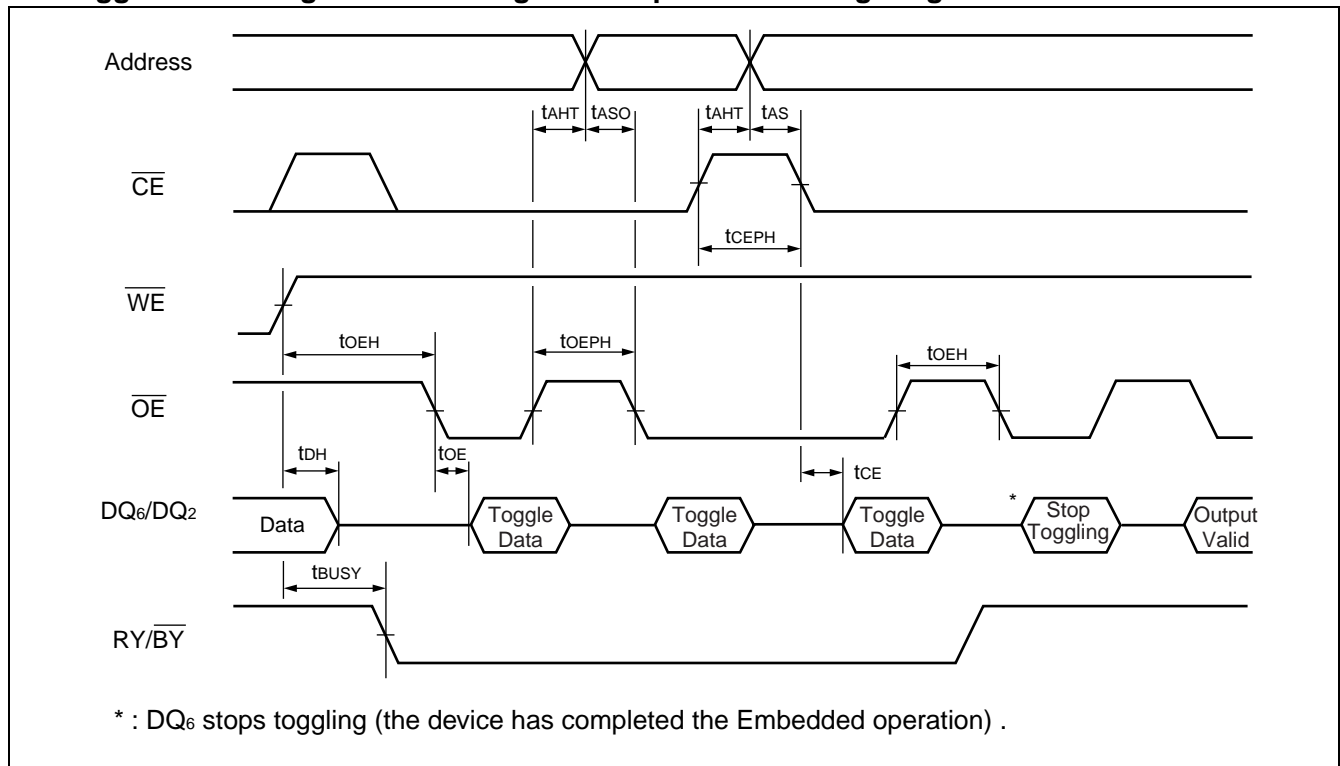 Address
tAHT tASO tAHT tAS
CE
tCEPH
WE
tOEH tOEPH tOEH
OE
tDH tOE tCE
DQ6/DQ2 Data Toggle Data Toggle Data Toggle Data * Stop Toggling Output Valid
tBUSY
RY/BY
* : DQ6 stops toggling (the device has completed the Embedded operation) .